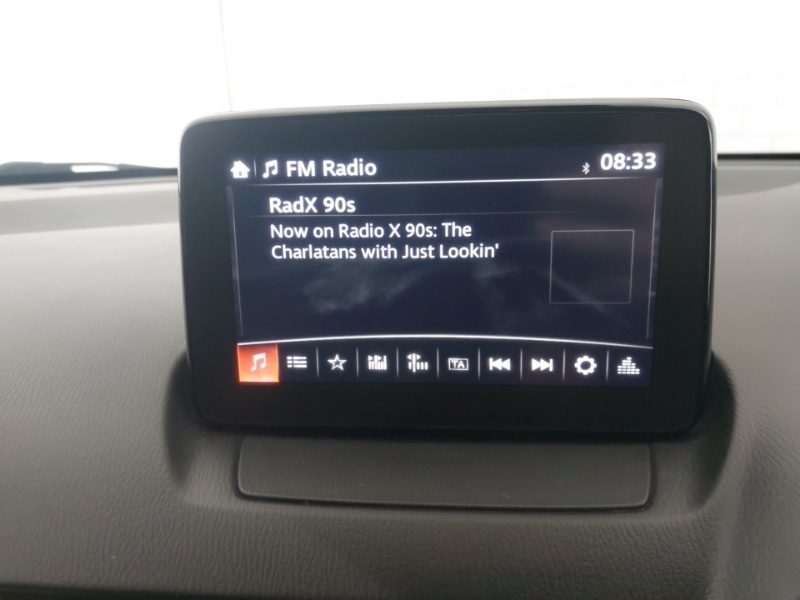 FM Radio 08:33
RadX 90s
Now on Radio X 90s: The
Charlatans with Just Lookin'
TA